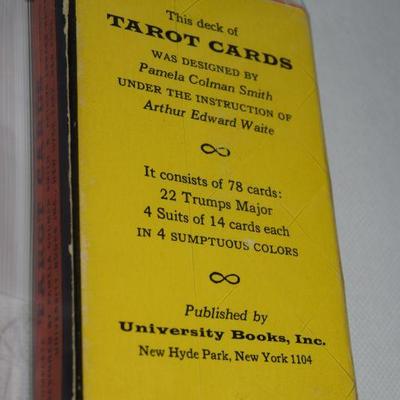 This deck of
TAROT CARDS
WAS DESIGNED BY
Pamela Colman Smith
UNDER THE INSTRUCTION OF
Arthur Edward Waite
∞
It consists of 78 cards:
22 Trumps Major
4 Suits of 14 cards each
IN 4 SUMPTUOUS COLORS
∞
Published by
University Books, Inc.
New Hyde Park, New York 1104
TAROT CARDS